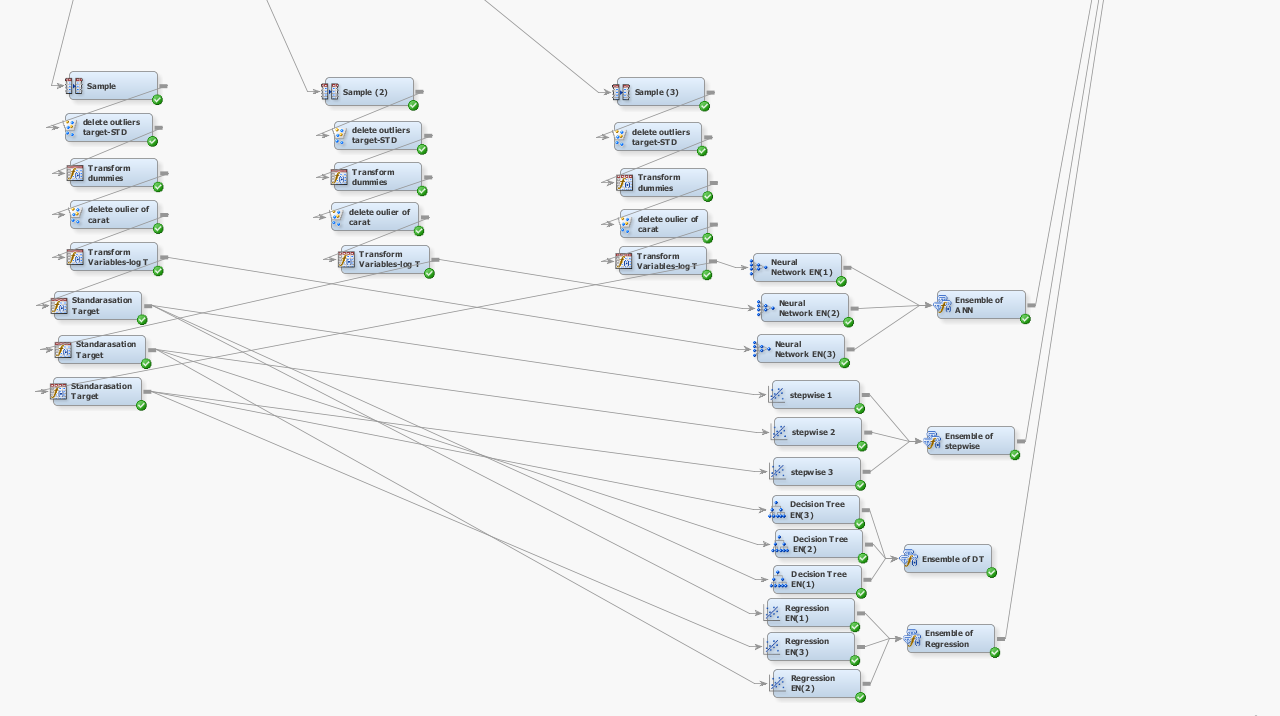 Sample
delete outliers
target-STD
Transform
dummies
delete oulier of
carat
Transform
Variables-log T
Standarasation
Target
Standarasation
Target
Standarasation
Target
Sample (2)
delete outliers
target-STD
Transform
dummies
delete oulier of
carat
Transform
Variables-log T
Sample (3)
delete outliers
target-STD
Transform
dummies
delete oulier of
carat
Transform
Variables-log T
Neural
Network EN(1)
Neural
Network EN(2)
Neural
Network EN(3)
stepwise 1
stepwise 2
stepwise 3
Decision Tree
EN(3)
Decision Tree
EN(2)
Decision Tree
EN(1)
Regression
EN(1)
Regression
EN(3)
Regression
EN(2)
Ensemble of
ANN
Ensemble of
stepwise
Ensemble of DT
Ensemble of
Regression